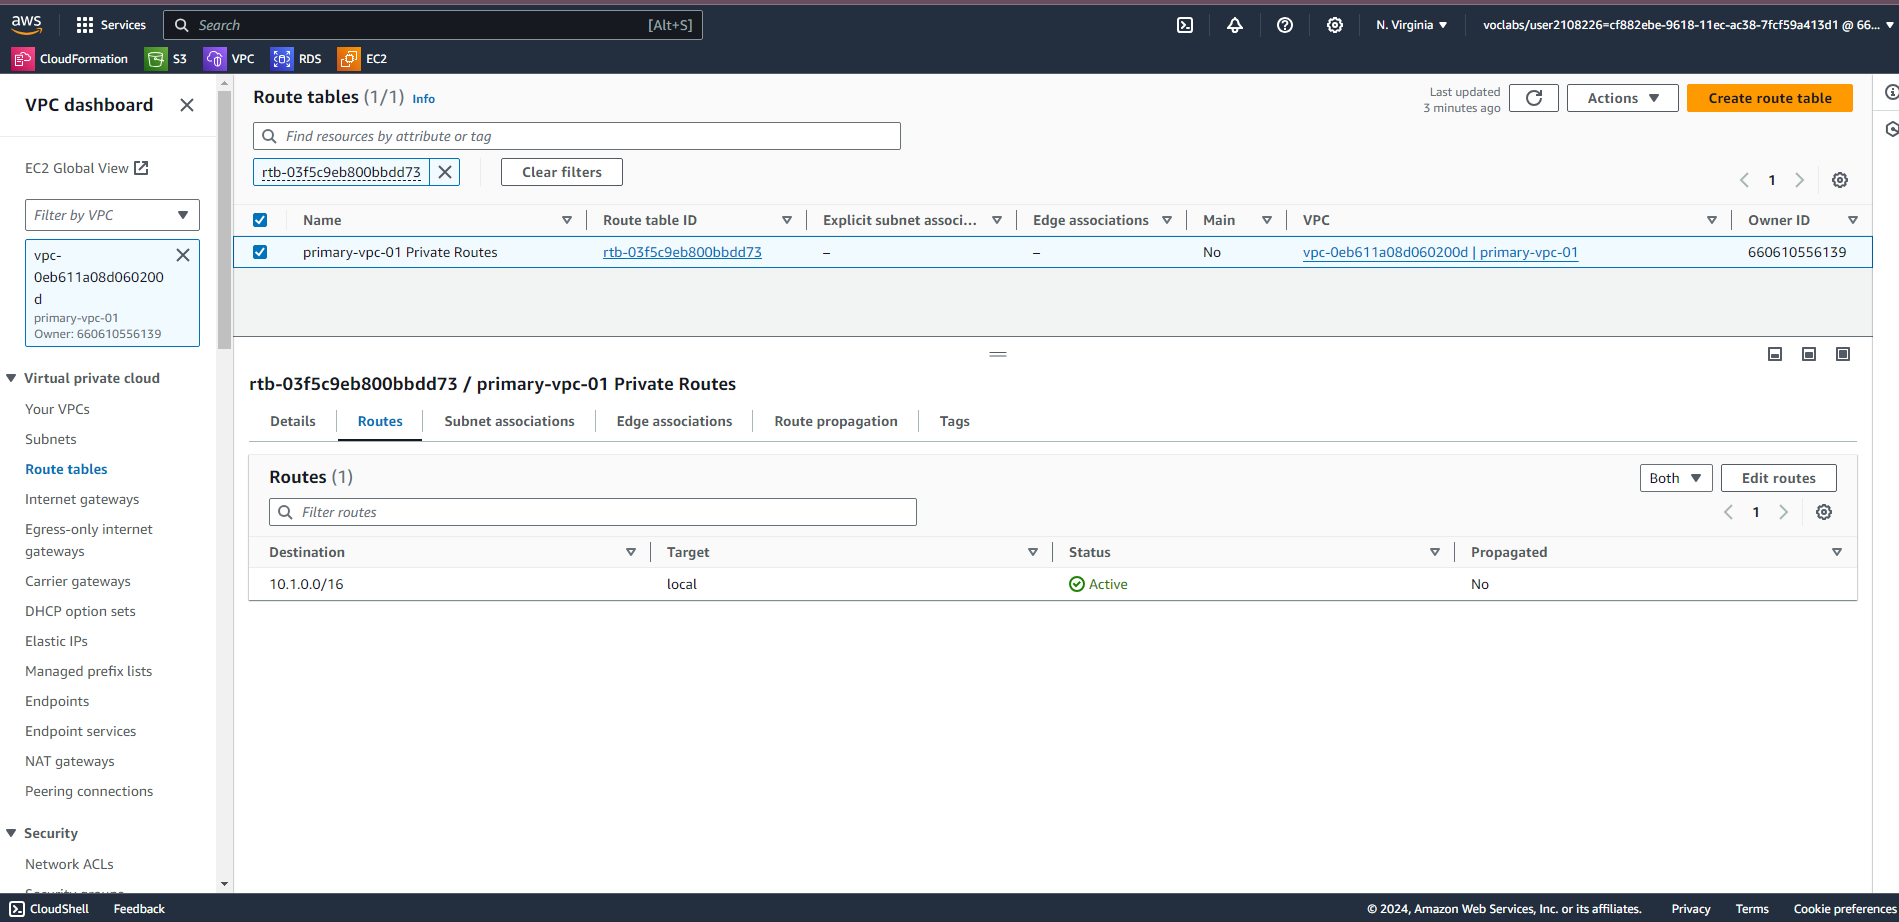 aws
Services
Search
[Alt+S]
N. Virginia
voclabs/user2108226=cf882ebe-9618-11ec-ac38-7fcf59a413d1 @ 66...
CloudFormation
S3
VPC
RDS
EC2
VPC dashboard
EC2 Global View
Filter by VPC
vpc-
0eb611a08d060200
d
primary-vpc-01
Owner: 660610556139
Virtual private cloud
Your VPCs
Subnets
Route tables
Internet gateways
Egress-only internet
gateways
Carrier gateways
DHCP option sets
Elastic IPs
Managed prefix lists
Endpoints
Endpoint services
NAT gateways
Peering connections
Security
Network ACLs
Security groups
Route tables (1/1) Info
Last updated
3 minutes ago
Actions
Create route table
Find resources by attribute or tag
rtb-03f5c9eb800bbdd73
Clear filters
1
Name Route table ID Explicit subnet associ... Edge associations Main VPC Owner ID
primary-vpc-01 Private Routes rtb-03f5c9eb800bbdd73 – – No vpc-0eb611a08d060200d | primary-vpc-01 660610556139
rtb-03f5c9eb800bbdd73 / primary-vpc-01 Private Routes
Details Routes Subnet associations Edge associations Route propagation Tags
Routes (1)
Both
Edit routes
Filter routes
1
Destination Target Status Propagated
10.1.0.0/16 local Active No
CloudShell
Feedback
© 2024, Amazon Web Services, Inc. or its affiliates.
Privacy
Terms
Cookie preferences